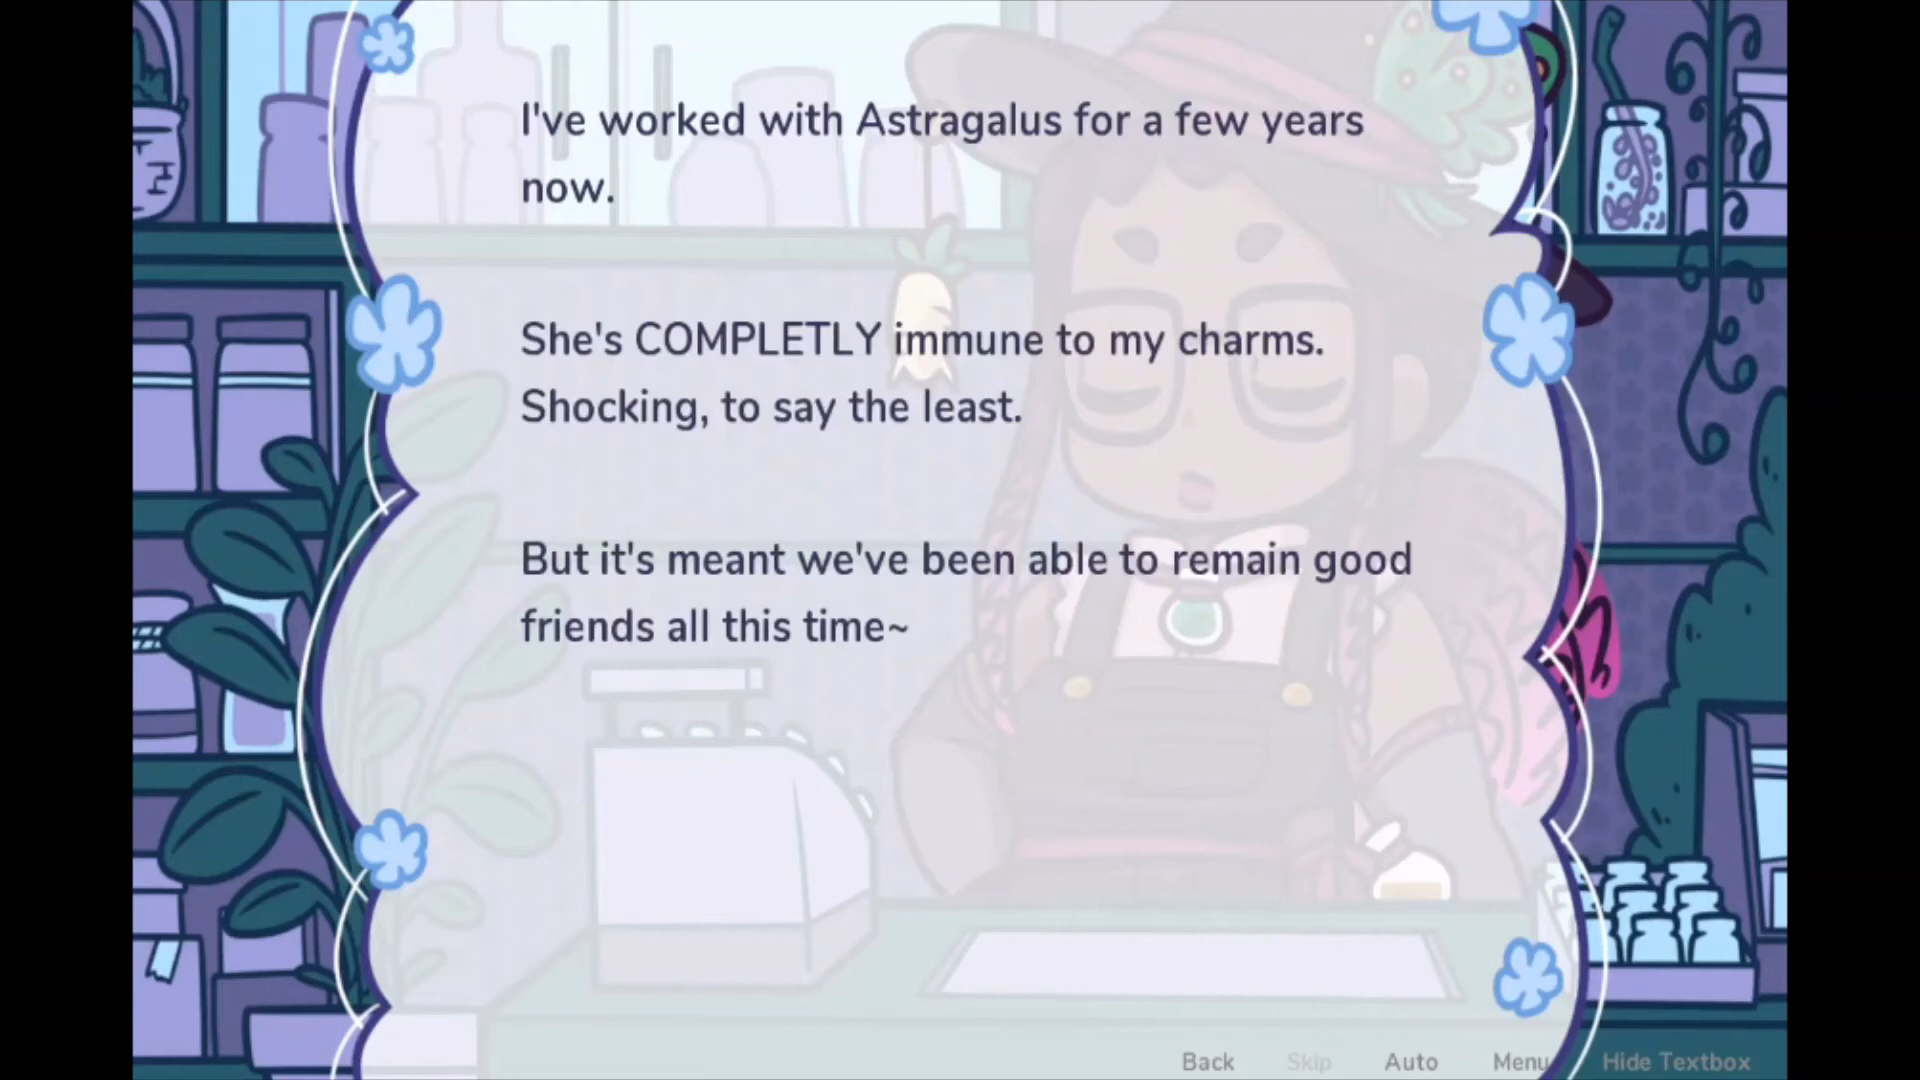 I've worked with Astragalus for a few years
now.
She's COMPLETLY immune to my charms.
Shocking, to say the least.
But it's meant we've been able to remain good
friends all this time~
Back Skip Auto Menu Hide Textbox